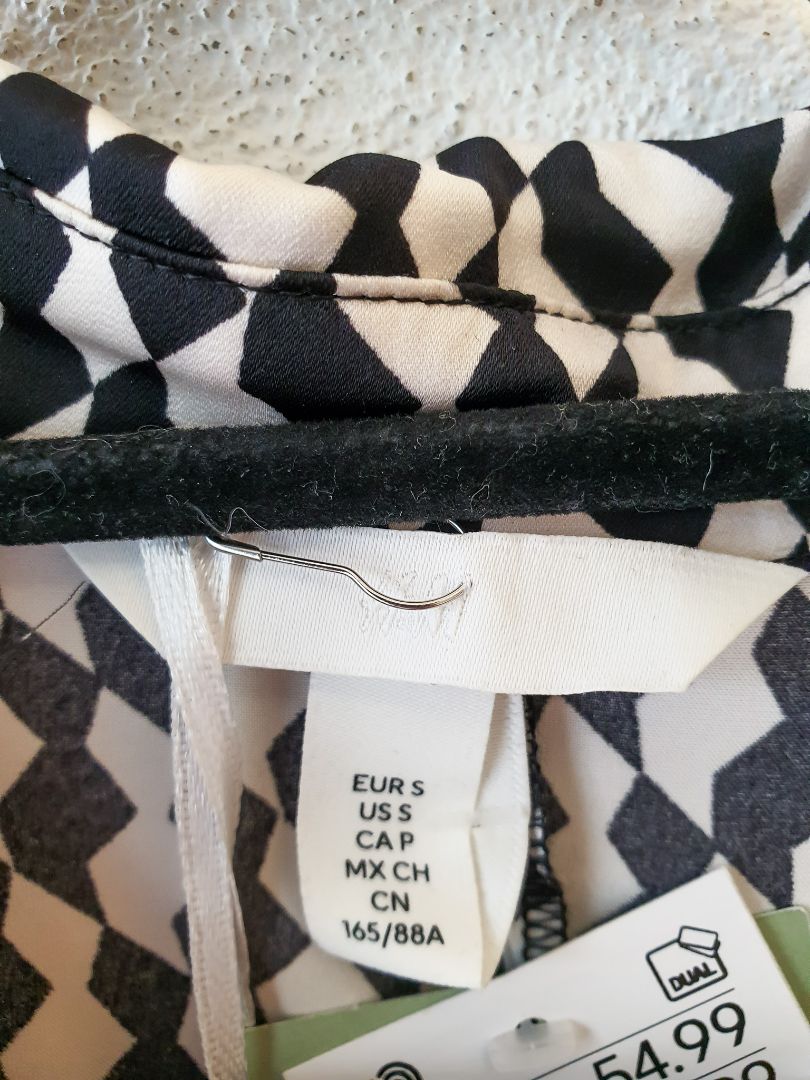 EUR S
US S
CA P
MX CH
CN
165/88A
DUAL
54.99